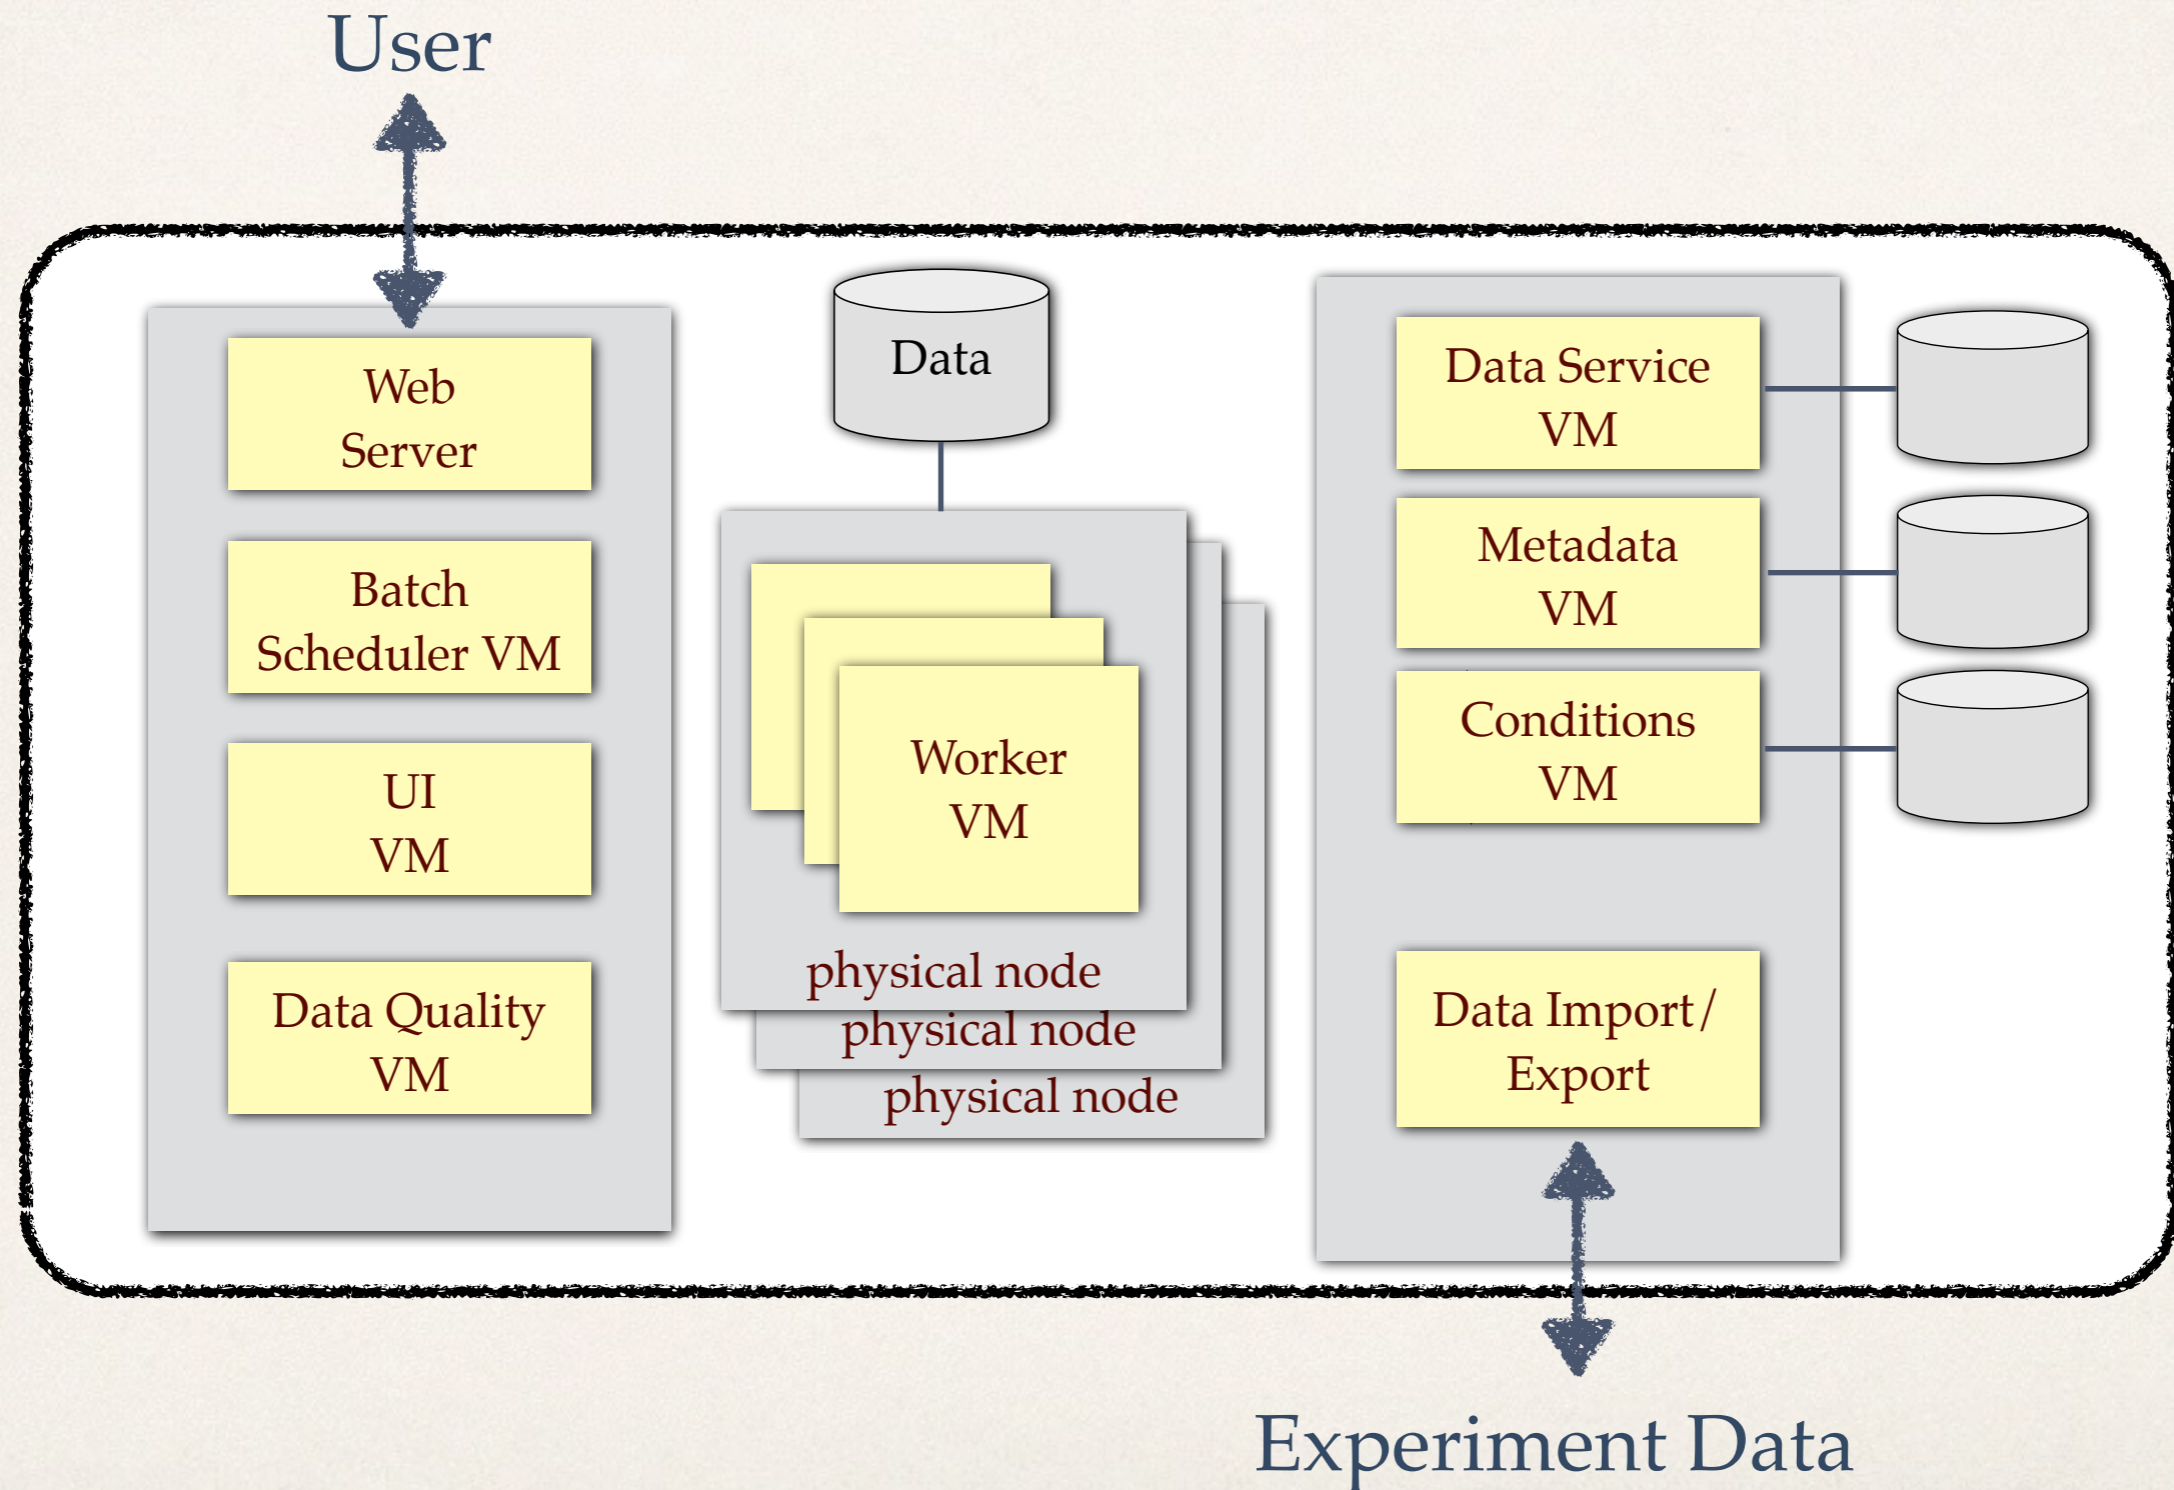 User
Web
Server
Batch
Scheduler VM
UI
VM
Data Quality
VM
Data
Worker
VM
physical node
physical node
physical node
Data Service
VM
Metadata
VM
Conditions
VM
Data Import/
Export
Experiment Data